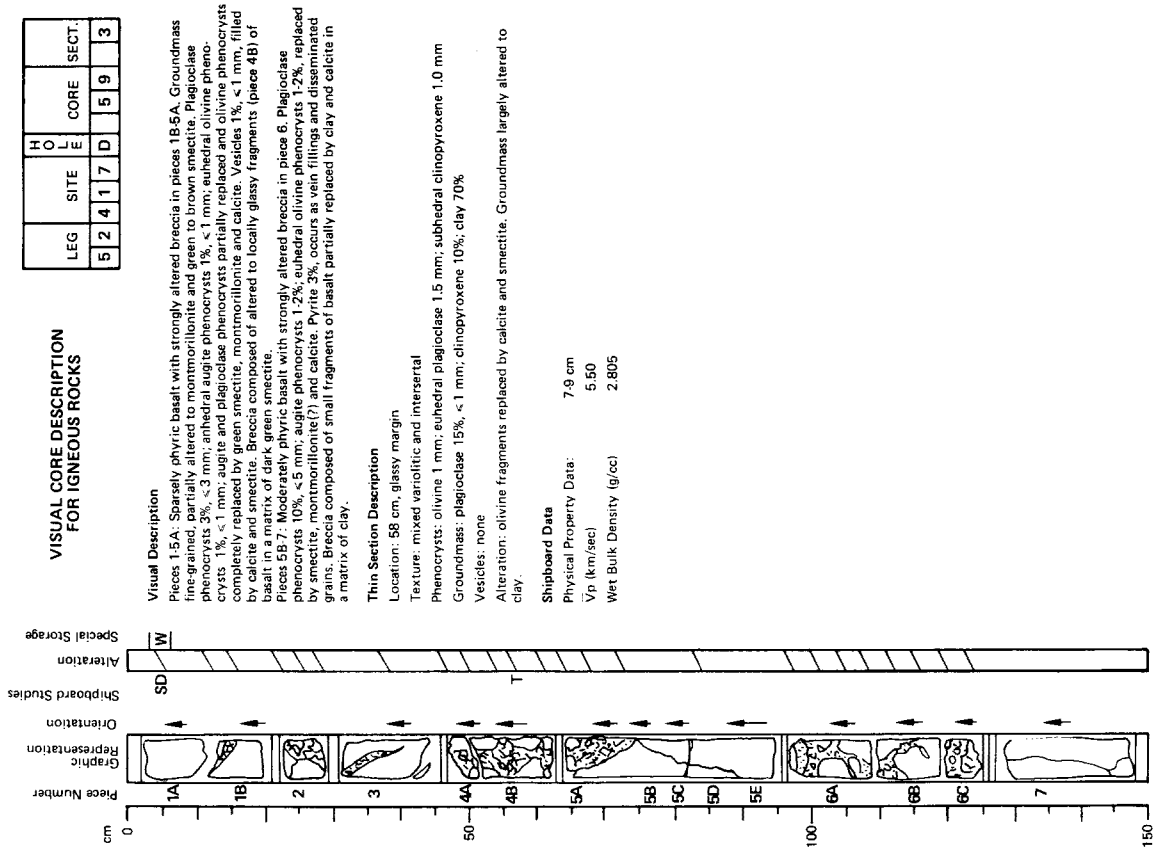 VISUAL CORE DESCRIPTION
FOR IGNEOUS ROCKS
LEG SITE HOLE CORE SECT.
5 2 4 1 7 D 5 9 3
Visual Description
Pieces 1-5A: Sparsely phyric basalt with strongly altered breccia in pieces 1B-5A. Groundmass
fine-grained, partially altered to montmorillonite and green to brown smectite. Plagioclase
phenocrysts 3%, ≤ 3 mm; anhedral augite phenocrysts 1%, ≤ 1 mm; euhedral olivine pheno-
crysts 1%, ≤ 1 mm; augite and plagioclase phenocrysts partially replaced and olivine phenocrysts
completely replaced by green smectite, montmorillonite and calcite. Vesicles 1%, ≤ 1 mm, filled
by calcite and smectite. Breccia composed of altered to locally glassy fragments (piece 4B) of
basalt in a matrix of dark green smectite.
Pieces 5B-7: Moderately phyric basalt with strongly altered breccia in piece 6. Plagioclase
phenocrysts 10%, ≤5 mm; augite phenocrysts 1-2%; euhedral olivine phenocrysts 1-2%, replaced
by smectite, montmorillonite(?) and calcite. Pyrite 3%, occurs as vein fillings and disseminated
grains. Breccia composed of small fragments of basalt partially replaced by clay and calcite in
a matrix of clay.
Thin Section Description
Location: 58 cm, glassy margin
Texture: mixed variolitic and intersertal
Phenocrysts: olivine 1 mm; euhedral plagioclase 1.5 mm; subhedral clinopyroxene 1.0 mm
Groundmass: plagioclase 15%, ≤ 1 mm; clinopyroxene 10%; clay 70%
Vesicles: none
Alteration: olivine fragments replaced by calcite and smectite. Groundmass largely altered to
clay.
Shipboard Data
Physical Property Data: 7-9 cm
V̄p (km/sec) 5.50
Wet Bulk Density (g/cc) 2.805
cm
Piece Number
Graphic
Representation
Orientation
Shipboard Studies
Alteration
Special Storage
0
50
100
150
1A
1B
2
3
4A
4B
5A
5B
5C
5D
5E
6A
6B
6C
7
SD
T
W